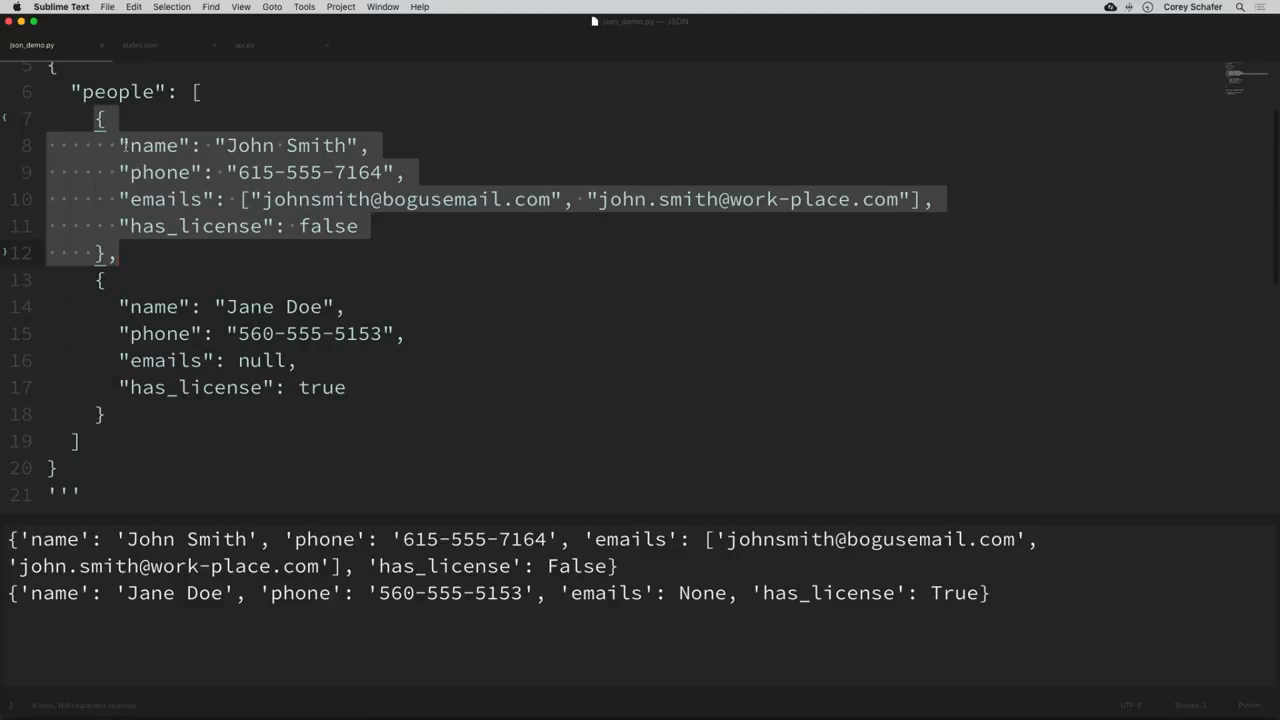 Sublime Text File Edit Selection Find View Goto Tools Project Window Help Corey Schafer
json_demo.py — JSON
json_demo.py states.json api.py
5 {
6 "people": [
7 {
8 "name": "John Smith",
9 "phone": "615-555-7164",
10 "emails": ["johnsmith@bogusemail.com", "john.smith@work-place.com"],
11 "has_license": false
12 },
13 {
14 "name": "Jane Doe",
15 "phone": "560-555-5153",
16 "emails": null,
17 "has_license": true
18 }
19 ]
20 }
21 '''
{'name': 'John Smith', 'phone': '615-555-7164', 'emails': ['johnsmith@bogusemail.com',
'john.smith@work-place.com'], 'has_license': False}
{'name': 'Jane Doe', 'phone': '560-555-5153', 'emails': None, 'has_license': True}
6 lines, 169 characters selected UTF-8 Spaces: 2 Python